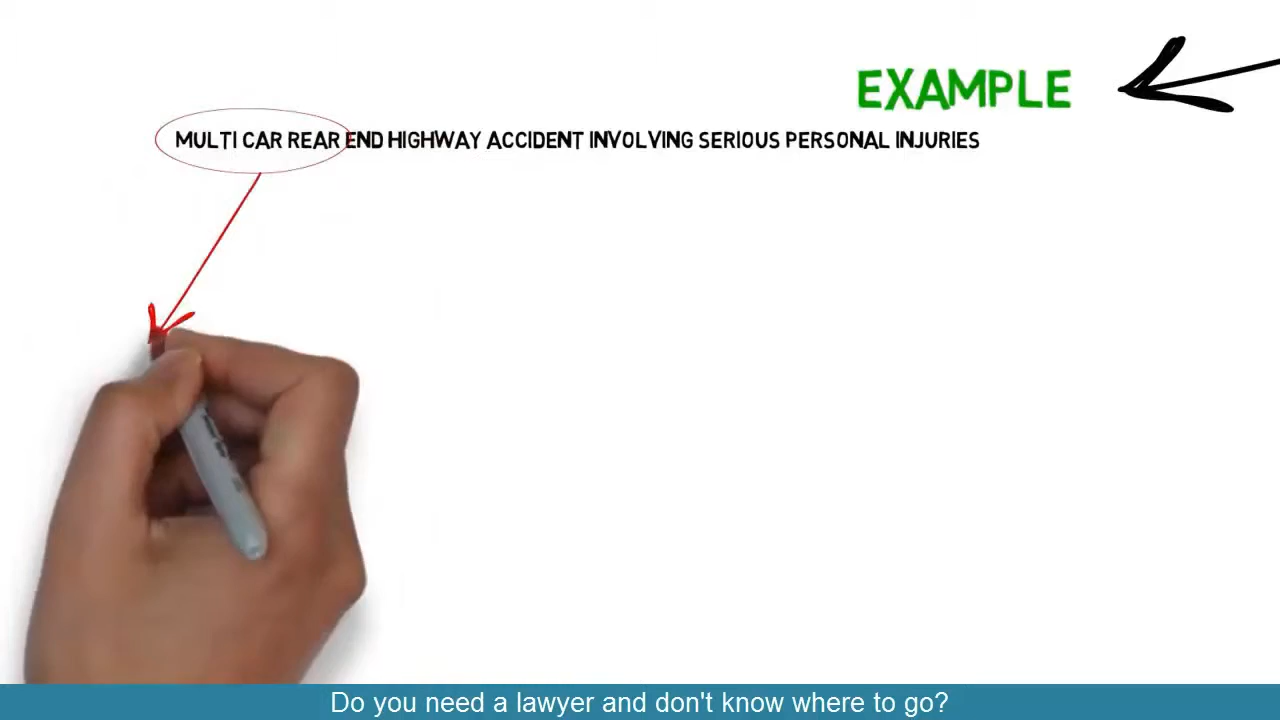 EXAMPLE
MULTI CAR REAR END HIGHWAY ACCIDENT INVOLVING SERIOUS PERSONAL INJURIES
Do you need a lawyer and don't know where to go?